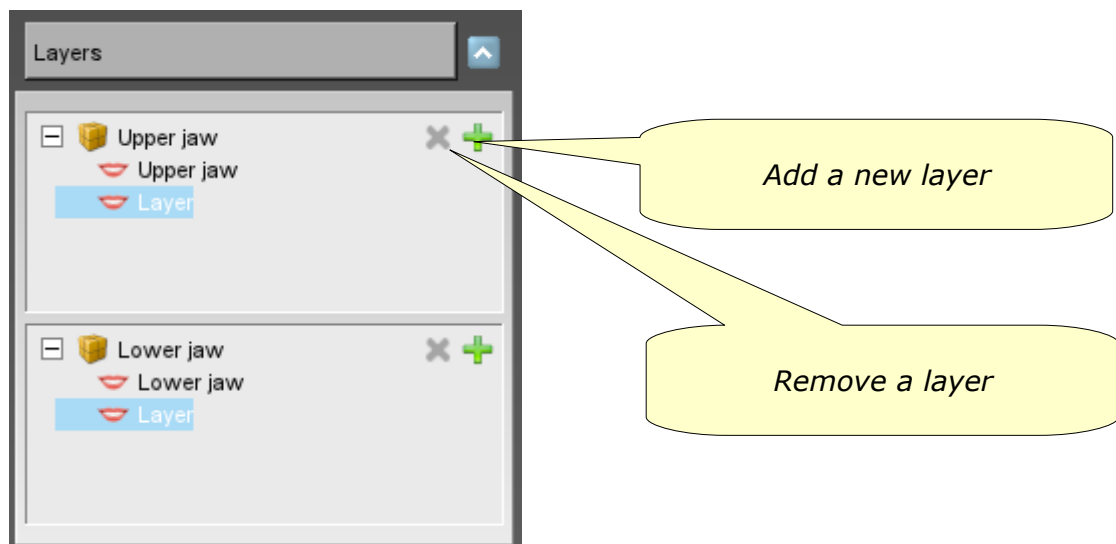 Layers
Upper jaw
Upper jaw
Layer
Add a new layer
Lower jaw
Lower jaw
Layer
Remove a layer